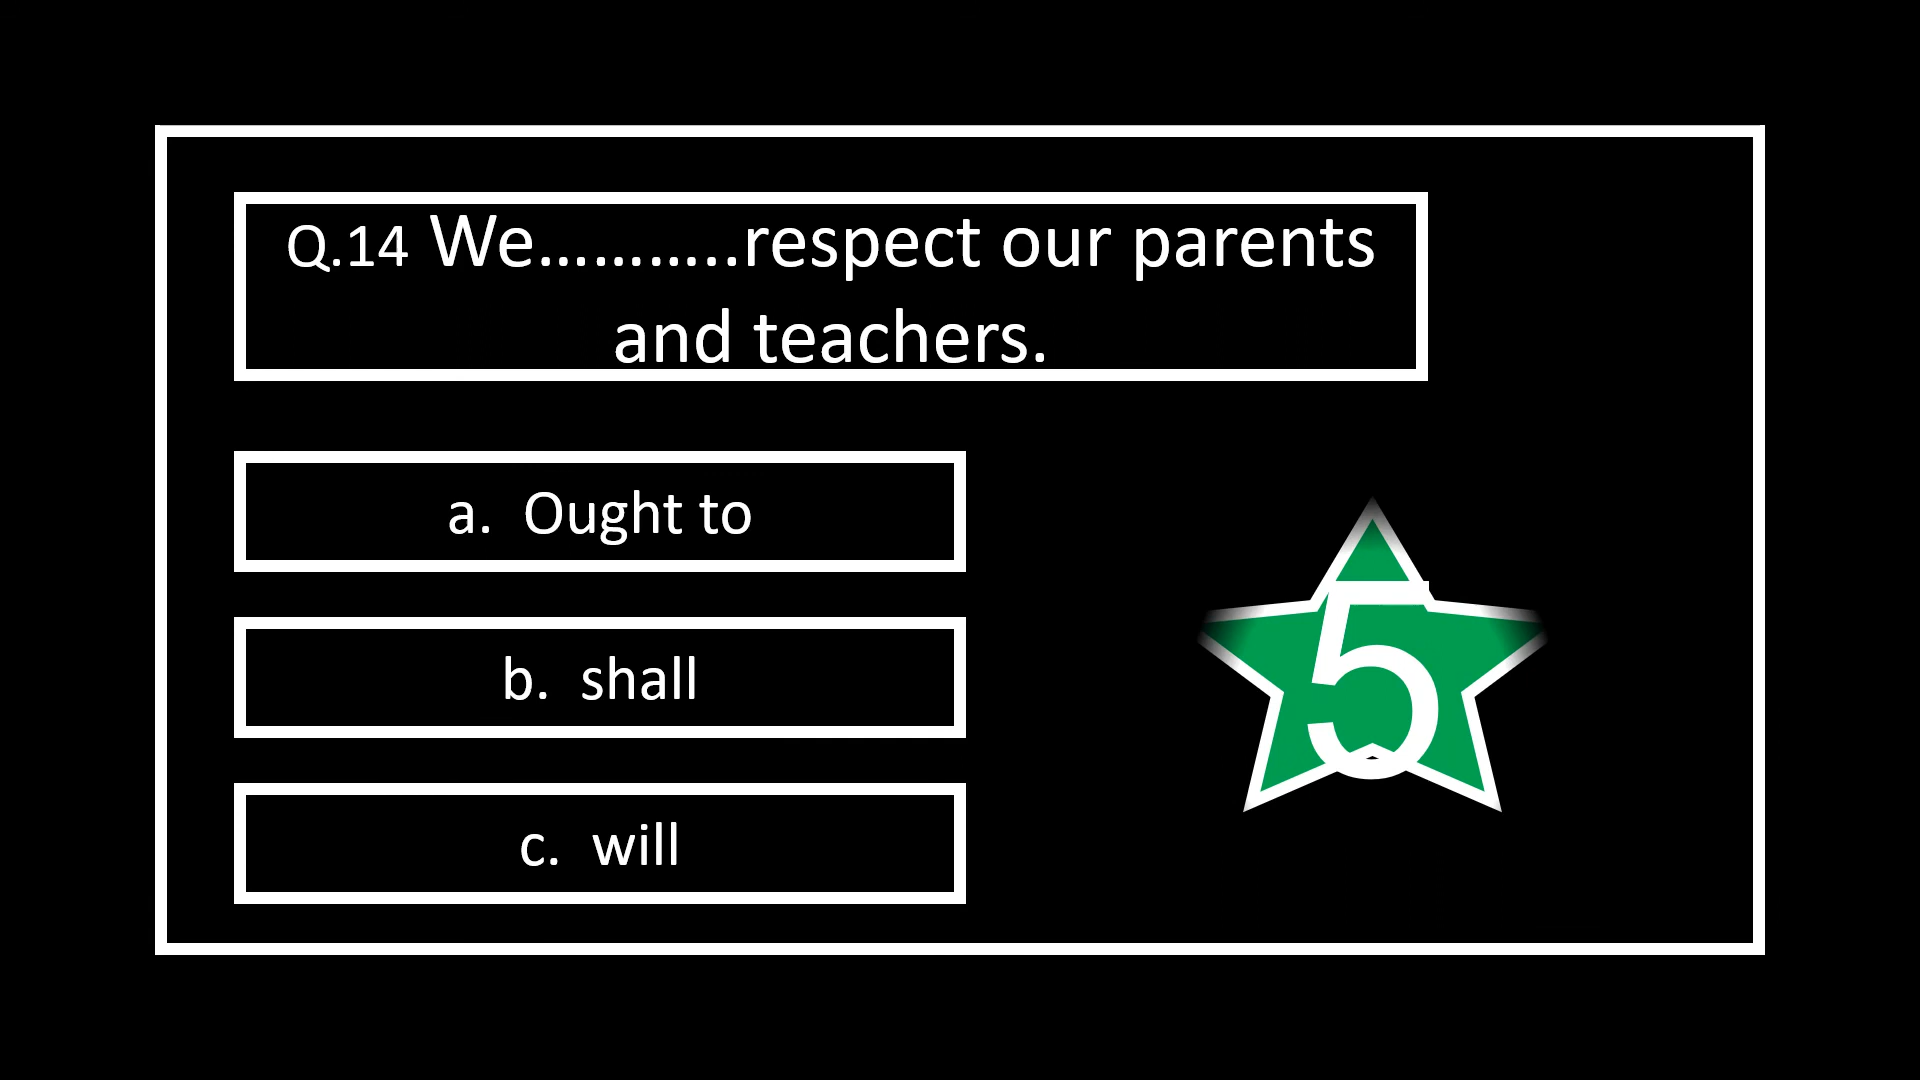 Q.14 We………..respect our parents
and teachers.
a. Ought to
b. shall
c. will
5